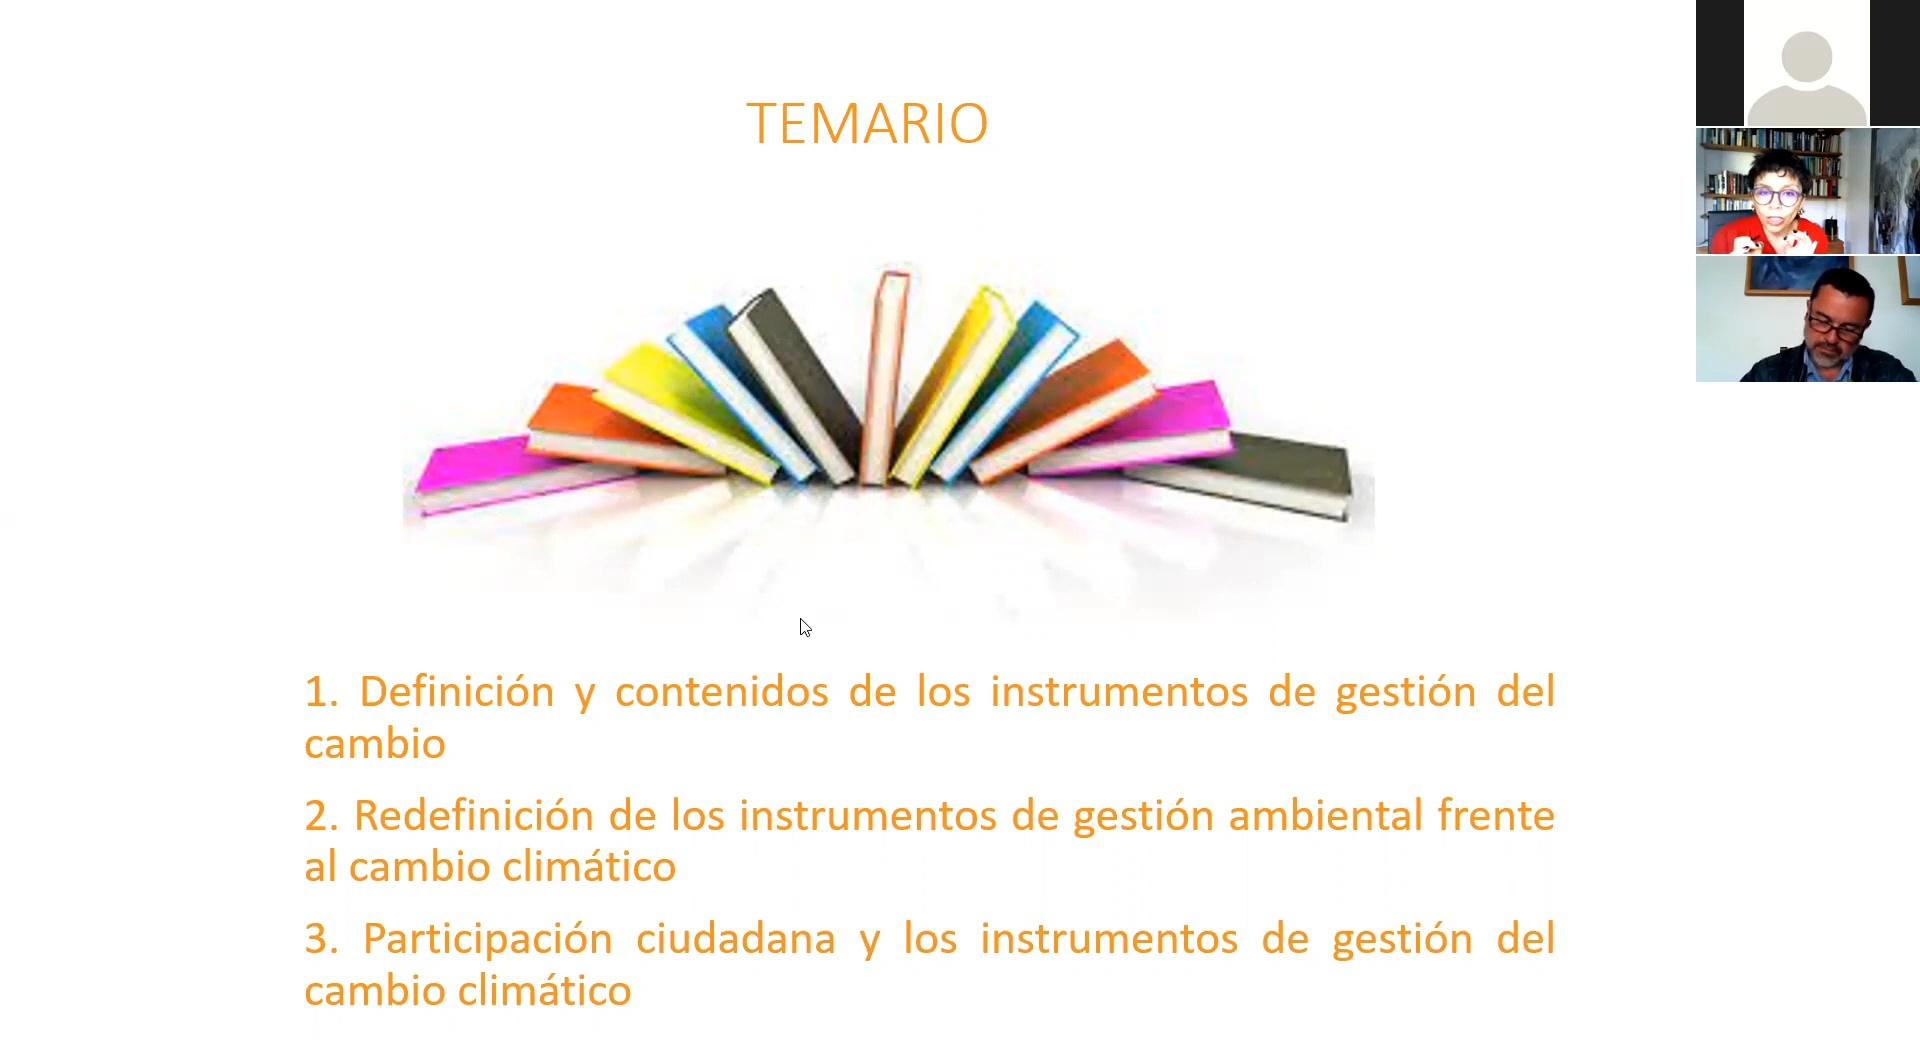 TEMARIO
1. Definición y contenidos de los instrumentos de gestión del
cambio
2. Redefinición de los instrumentos de gestión ambiental frente
al cambio climático
3. Participación ciudadana y los instrumentos de gestión del
cambio climático